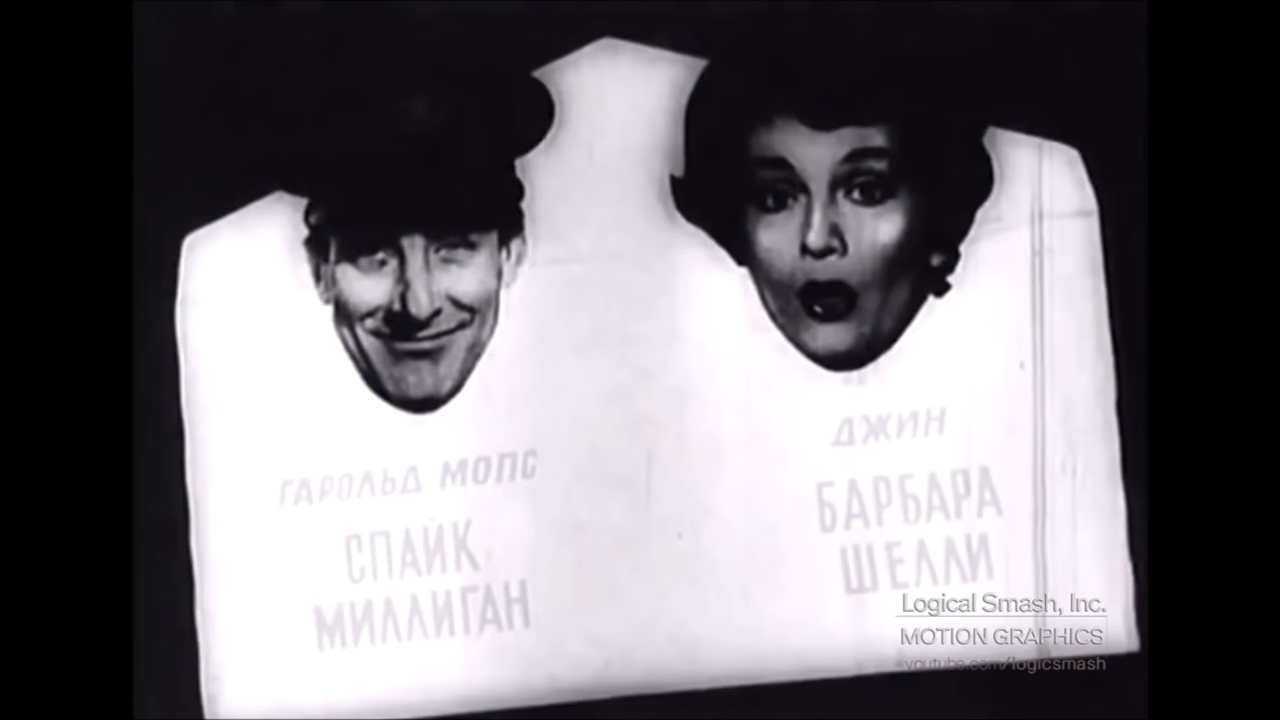 ГАРОЛЬД МОПС
СПАЙК
МИЛЛИГАН
ДЖИН
БАРБАРА
ШЕЛЛИ
Logical Smash, Inc.
MOTION GRAPHICS
youtube.com/logicsmash